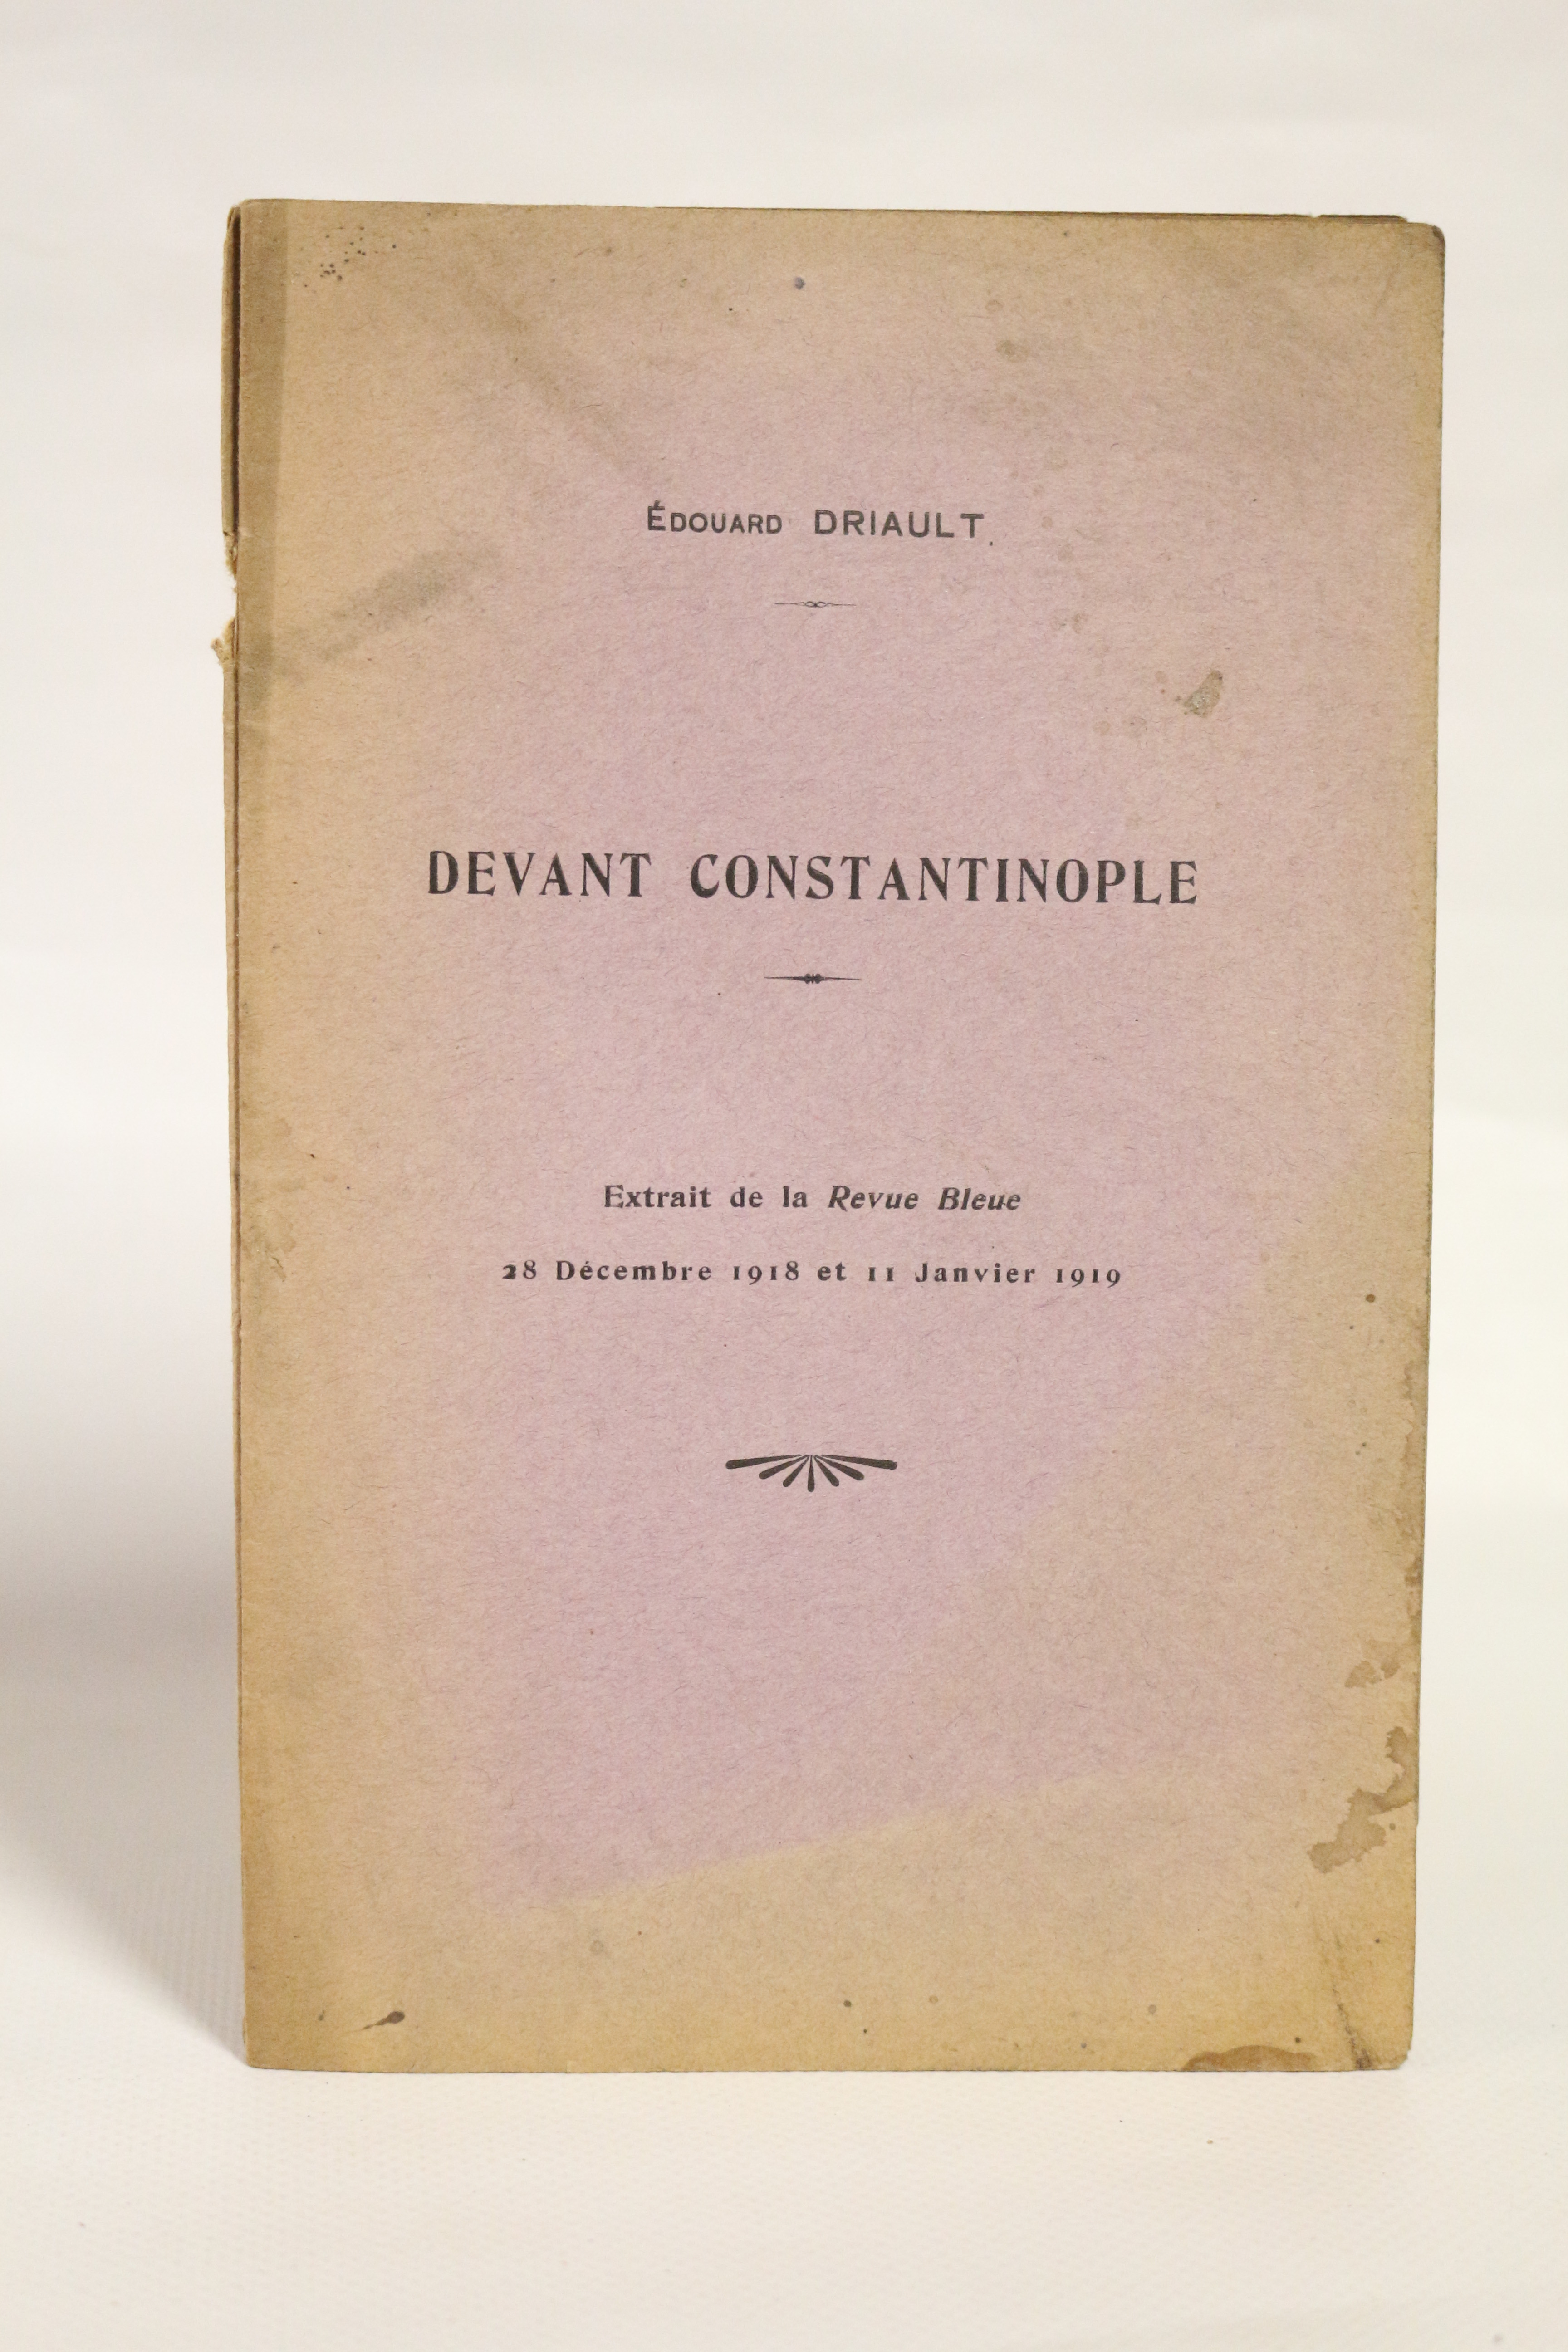 ÉDOUARD DRIAULT.
DEVANT CONSTANTINOPLE
Extrait de la Revue Bleue
28 Décembre 1918 et 11 Janvier 1919